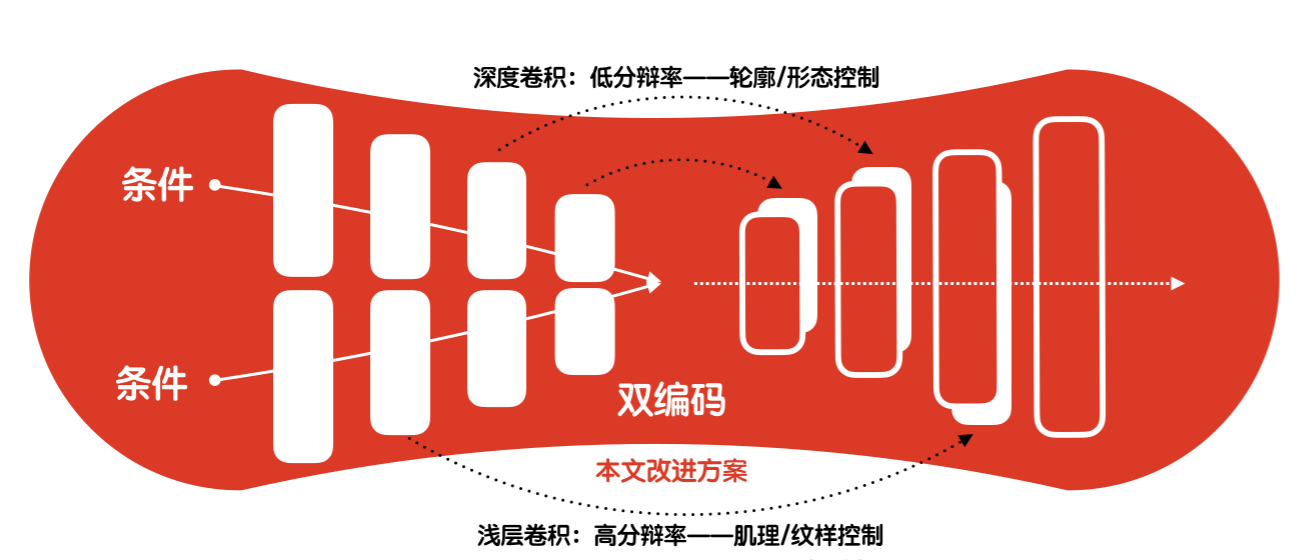 深度卷积：低分辩率——轮廓/形态控制
条件
条件
双编码
本文改进方案
浅层卷积：高分辩率——肌理/纹样控制